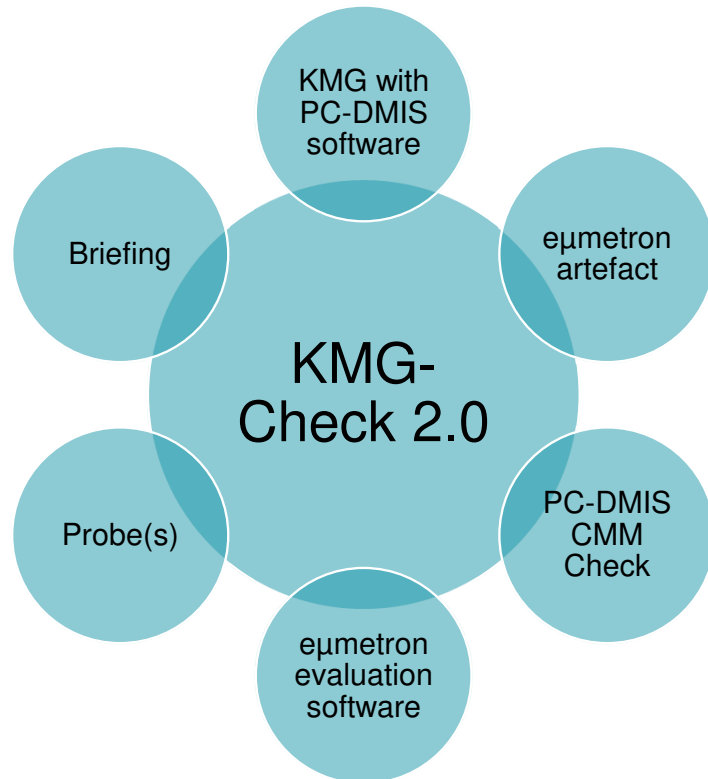 KMG with
PC-DMIS
software
eµmetron
artefact
PC-DMIS
CMM
Check
eµmetron
evaluation
software
Probe(s)
Briefing
KMG-
Check 2.0